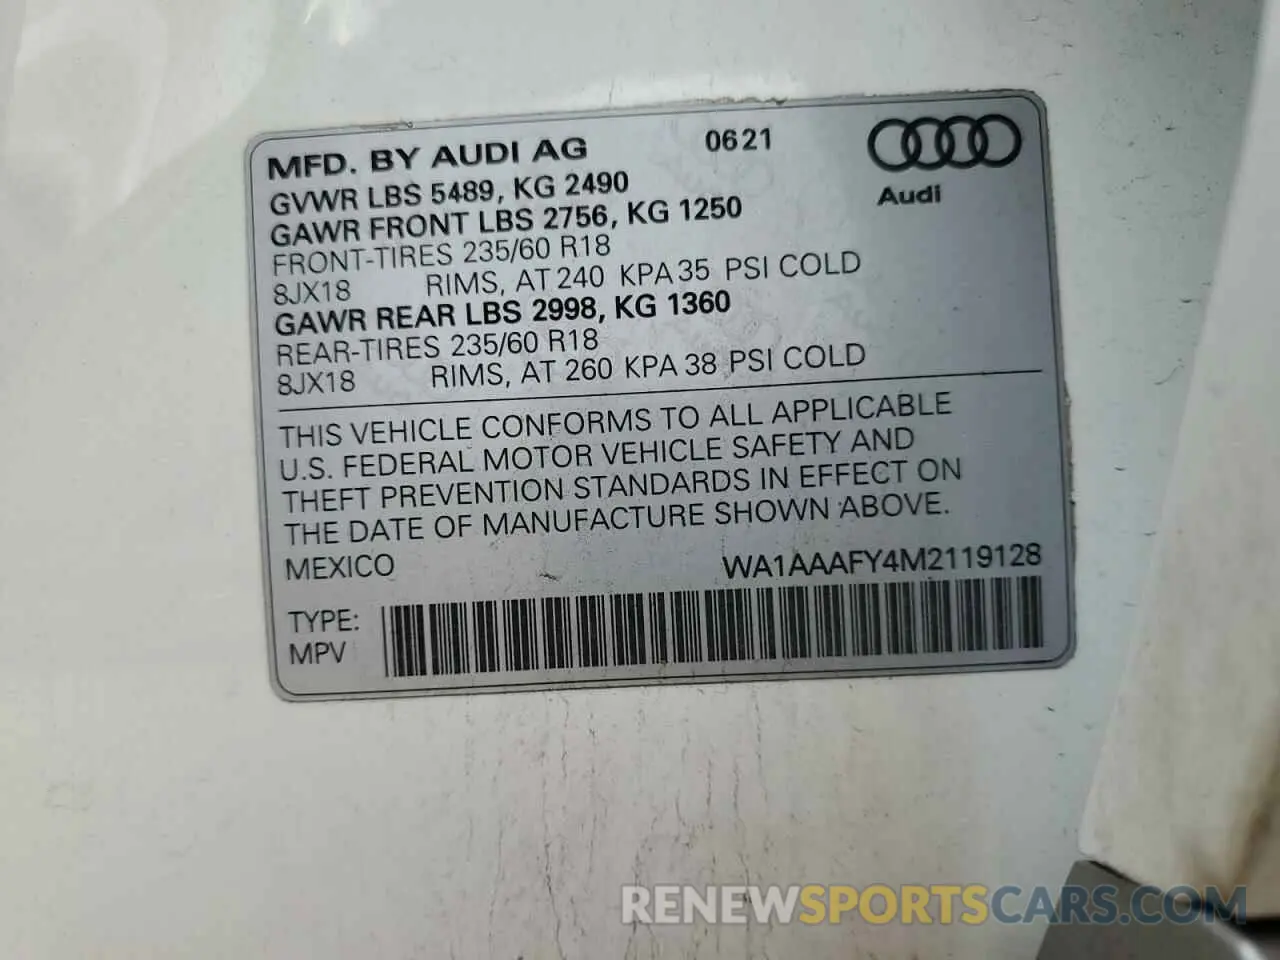 MFD. BY AUDI AG 0621
Audi
GVWR LBS 5489, KG 2490
GAWR FRONT LBS 2756, KG 1250
FRONT-TIRES 235/60 R18
8JX18 RIMS, AT 240 KPA 35 PSI COLD
GAWR REAR LBS 2998, KG 1360
REAR-TIRES 235/60 R18
8JX18 RIMS, AT 260 KPA 38 PSI COLD
THIS VEHICLE CONFORMS TO ALL APPLICABLE
U.S. FEDERAL MOTOR VEHICLE SAFETY AND
THEFT PREVENTION STANDARDS IN EFFECT ON
THE DATE OF MANUFACTURE SHOWN ABOVE.
MEXICO WA1AAAFY4M2119128
TYPE:
MPV
RENEWSPORTSCARS.COM